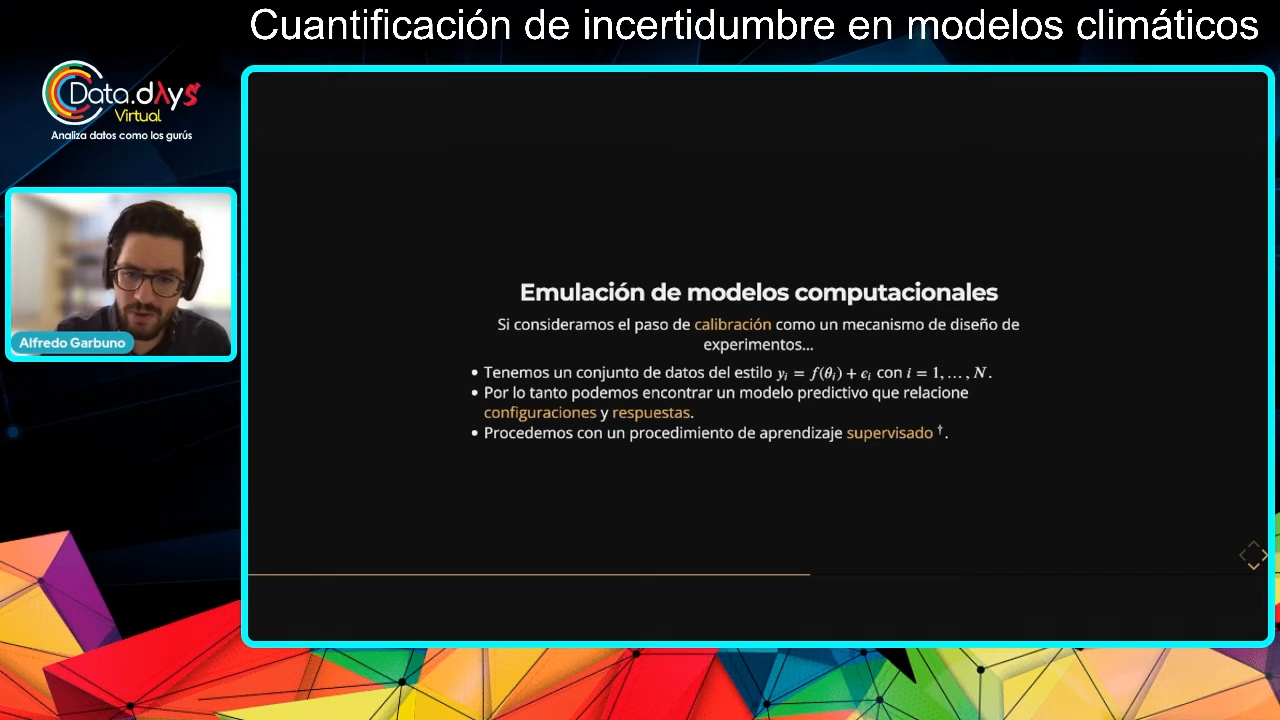 Cuantificación de incertidumbre en modelos climáticos
Data.dAys
Virtual
Analiza datos como los gurús
Alfredo Garbuno
Emulación de modelos computacionales
Si consideramos el paso de calibración como un mecanismo de diseño de
experimentos...
• Tenemos un conjunto de datos del estilo yᵢ = f(θᵢ) + ϵᵢ con i = 1, … , N.
• Por lo tanto podemos encontrar un modelo predictivo que relacione
configuraciones y respuestas.
• Procedemos con un procedimiento de aprendizaje supervisado †.